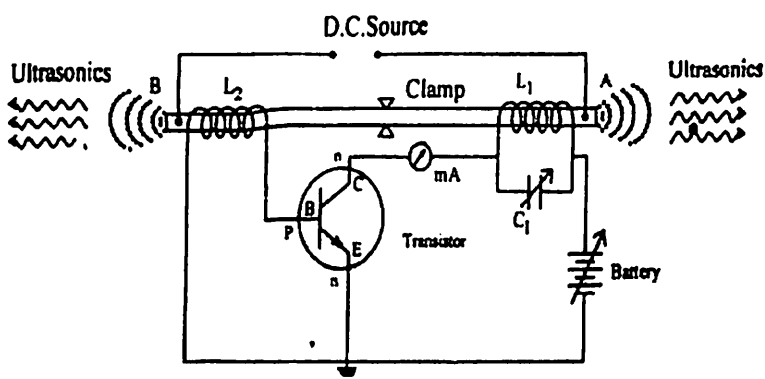 D.C.Source
Ultrasonics
B
L2
Clamp
L1
A
Ultrasonics
n
C
mA
C1
B
P
Transistor
E
n
Battery